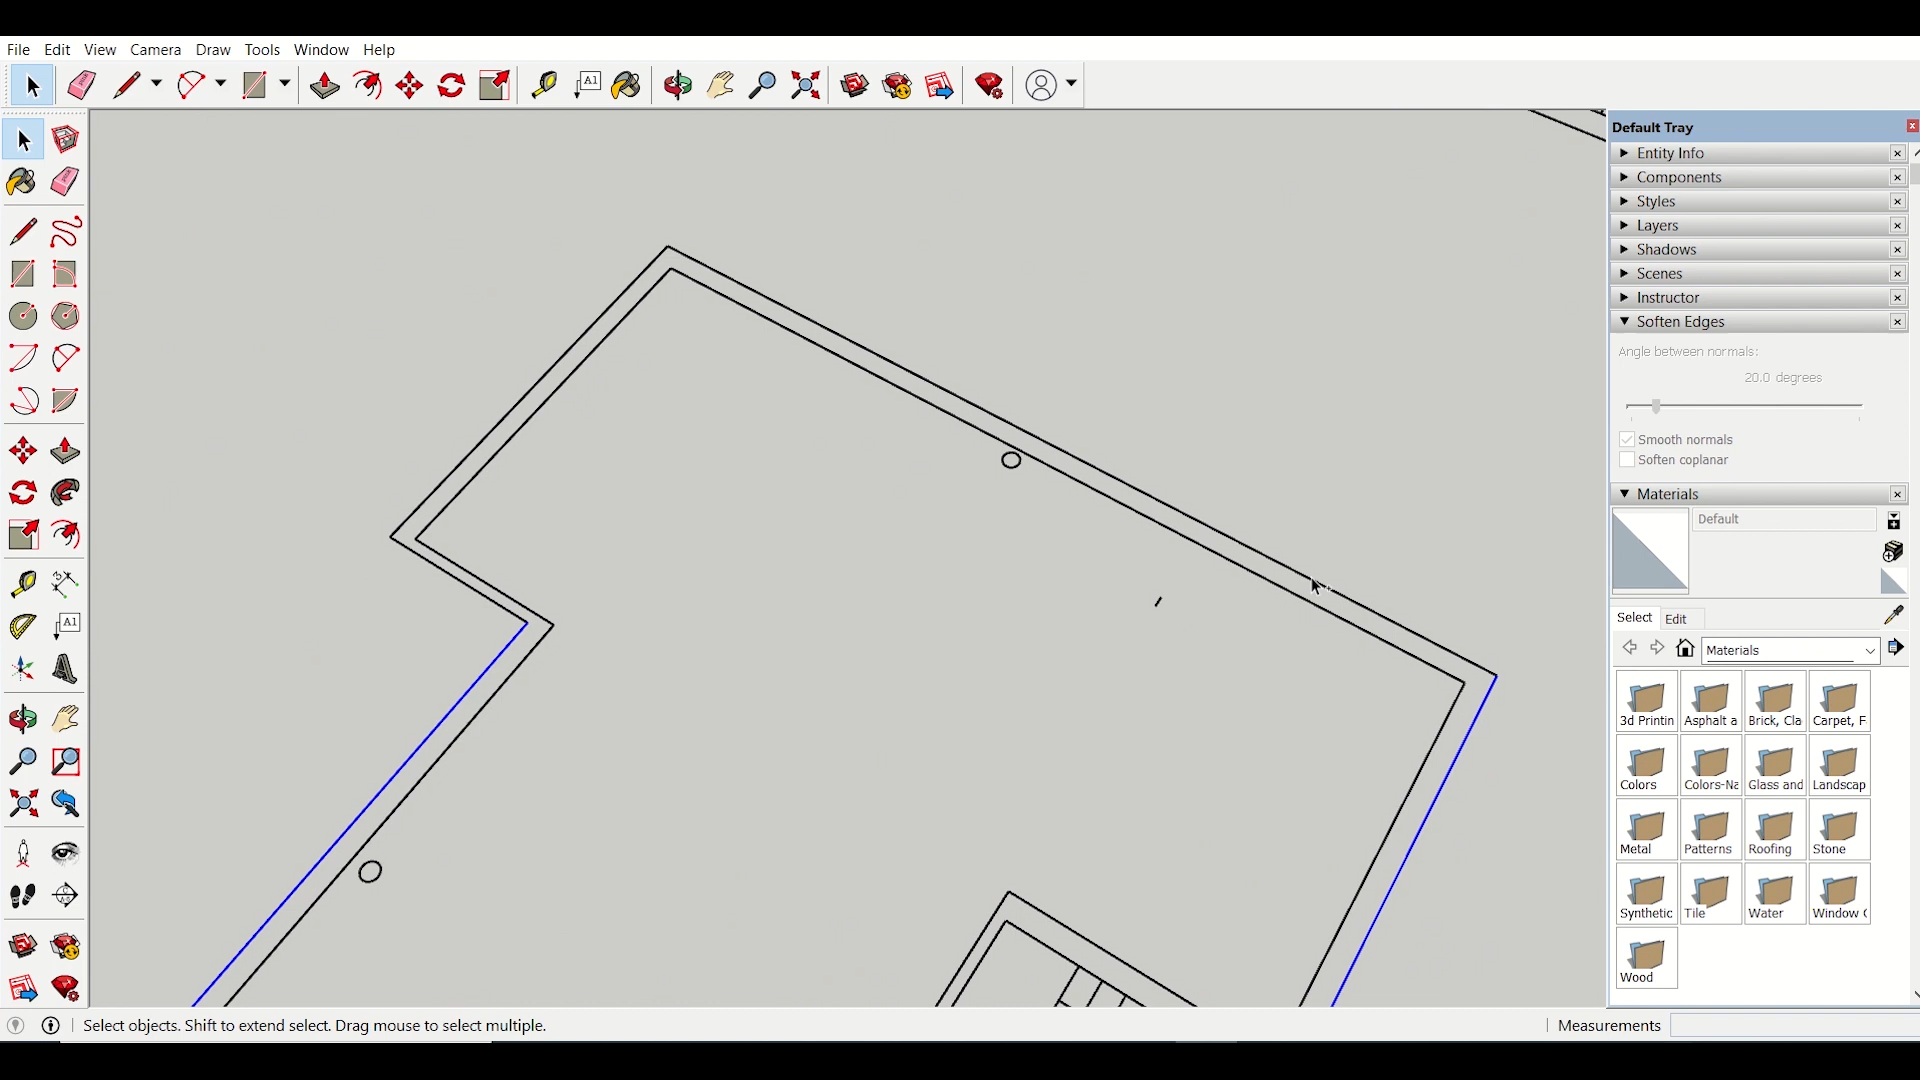 File Edit View Camera Draw Tools Window Help
A1
Default Tray
Entity Info
Components
Styles
Layers
Shadows
Scenes
Instructor
Soften Edges
Angle between normals:
20.0 degrees
Smooth normals
Soften coplanar
Materials
Default
A1
Select Edit
Materials
3d Printin Asphalt a Brick, Cla Carpet, F
Colors Colors-Na Glass and Landscap
Metal Patterns Roofing Stone
Synthetic Tile Water Window (
Wood
Select objects. Shift to extend select. Drag mouse to select multiple.
Measurements